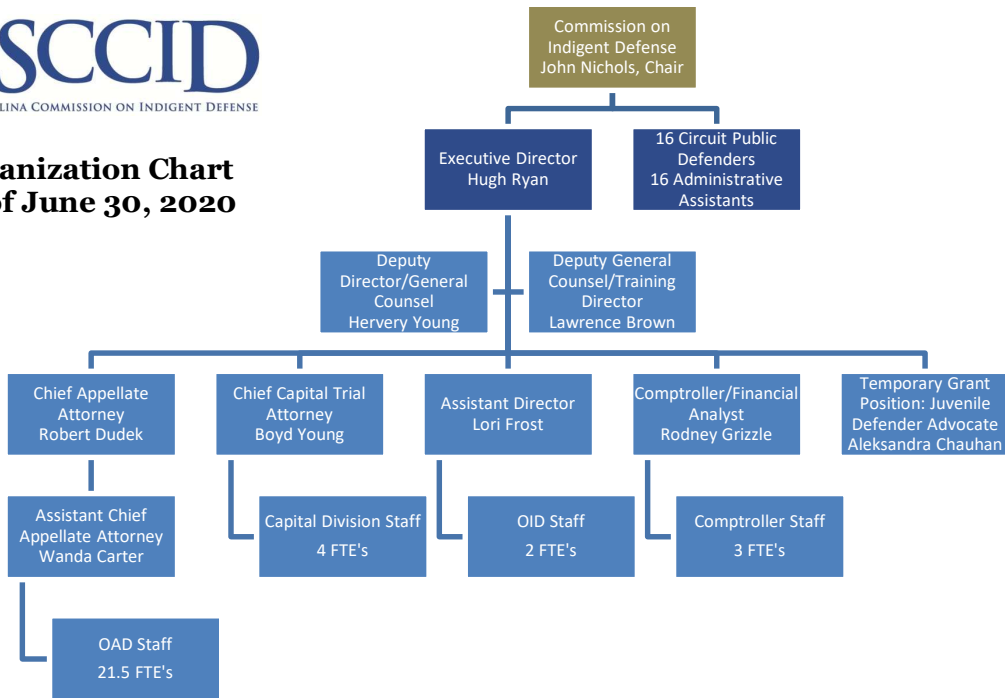 SCCID
LINA COMMISSION ON INDIGENT DEFENSE
anization Chart
of June 30, 2020
Commission on
Indigent Defense
John Nichols, Chair
Executive Director
Hugh Ryan
16 Circuit Public
Defenders
16 Administrative
Assistants
Deputy
Director/General
Counsel
Hervery Young
Deputy General
Counsel/Training
Director
Lawrence Brown
Chief Appellate
Attorney
Robert Dudek
Chief Capital Trial
Attorney
Boyd Young
Assistant Director
Lori Frost
Comptroller/Financial
Analyst
Rodney Grizzle
Temporary Grant
Position: Juvenile
Defender Advocate
Aleksandra Chauhan
Assistant Chief
Appellate Attorney
Wanda Carter
Capital Division Staff
4 FTE's
OID Staff
2 FTE's
Comptroller Staff
3 FTE's
OAD Staff
21.5 FTE's